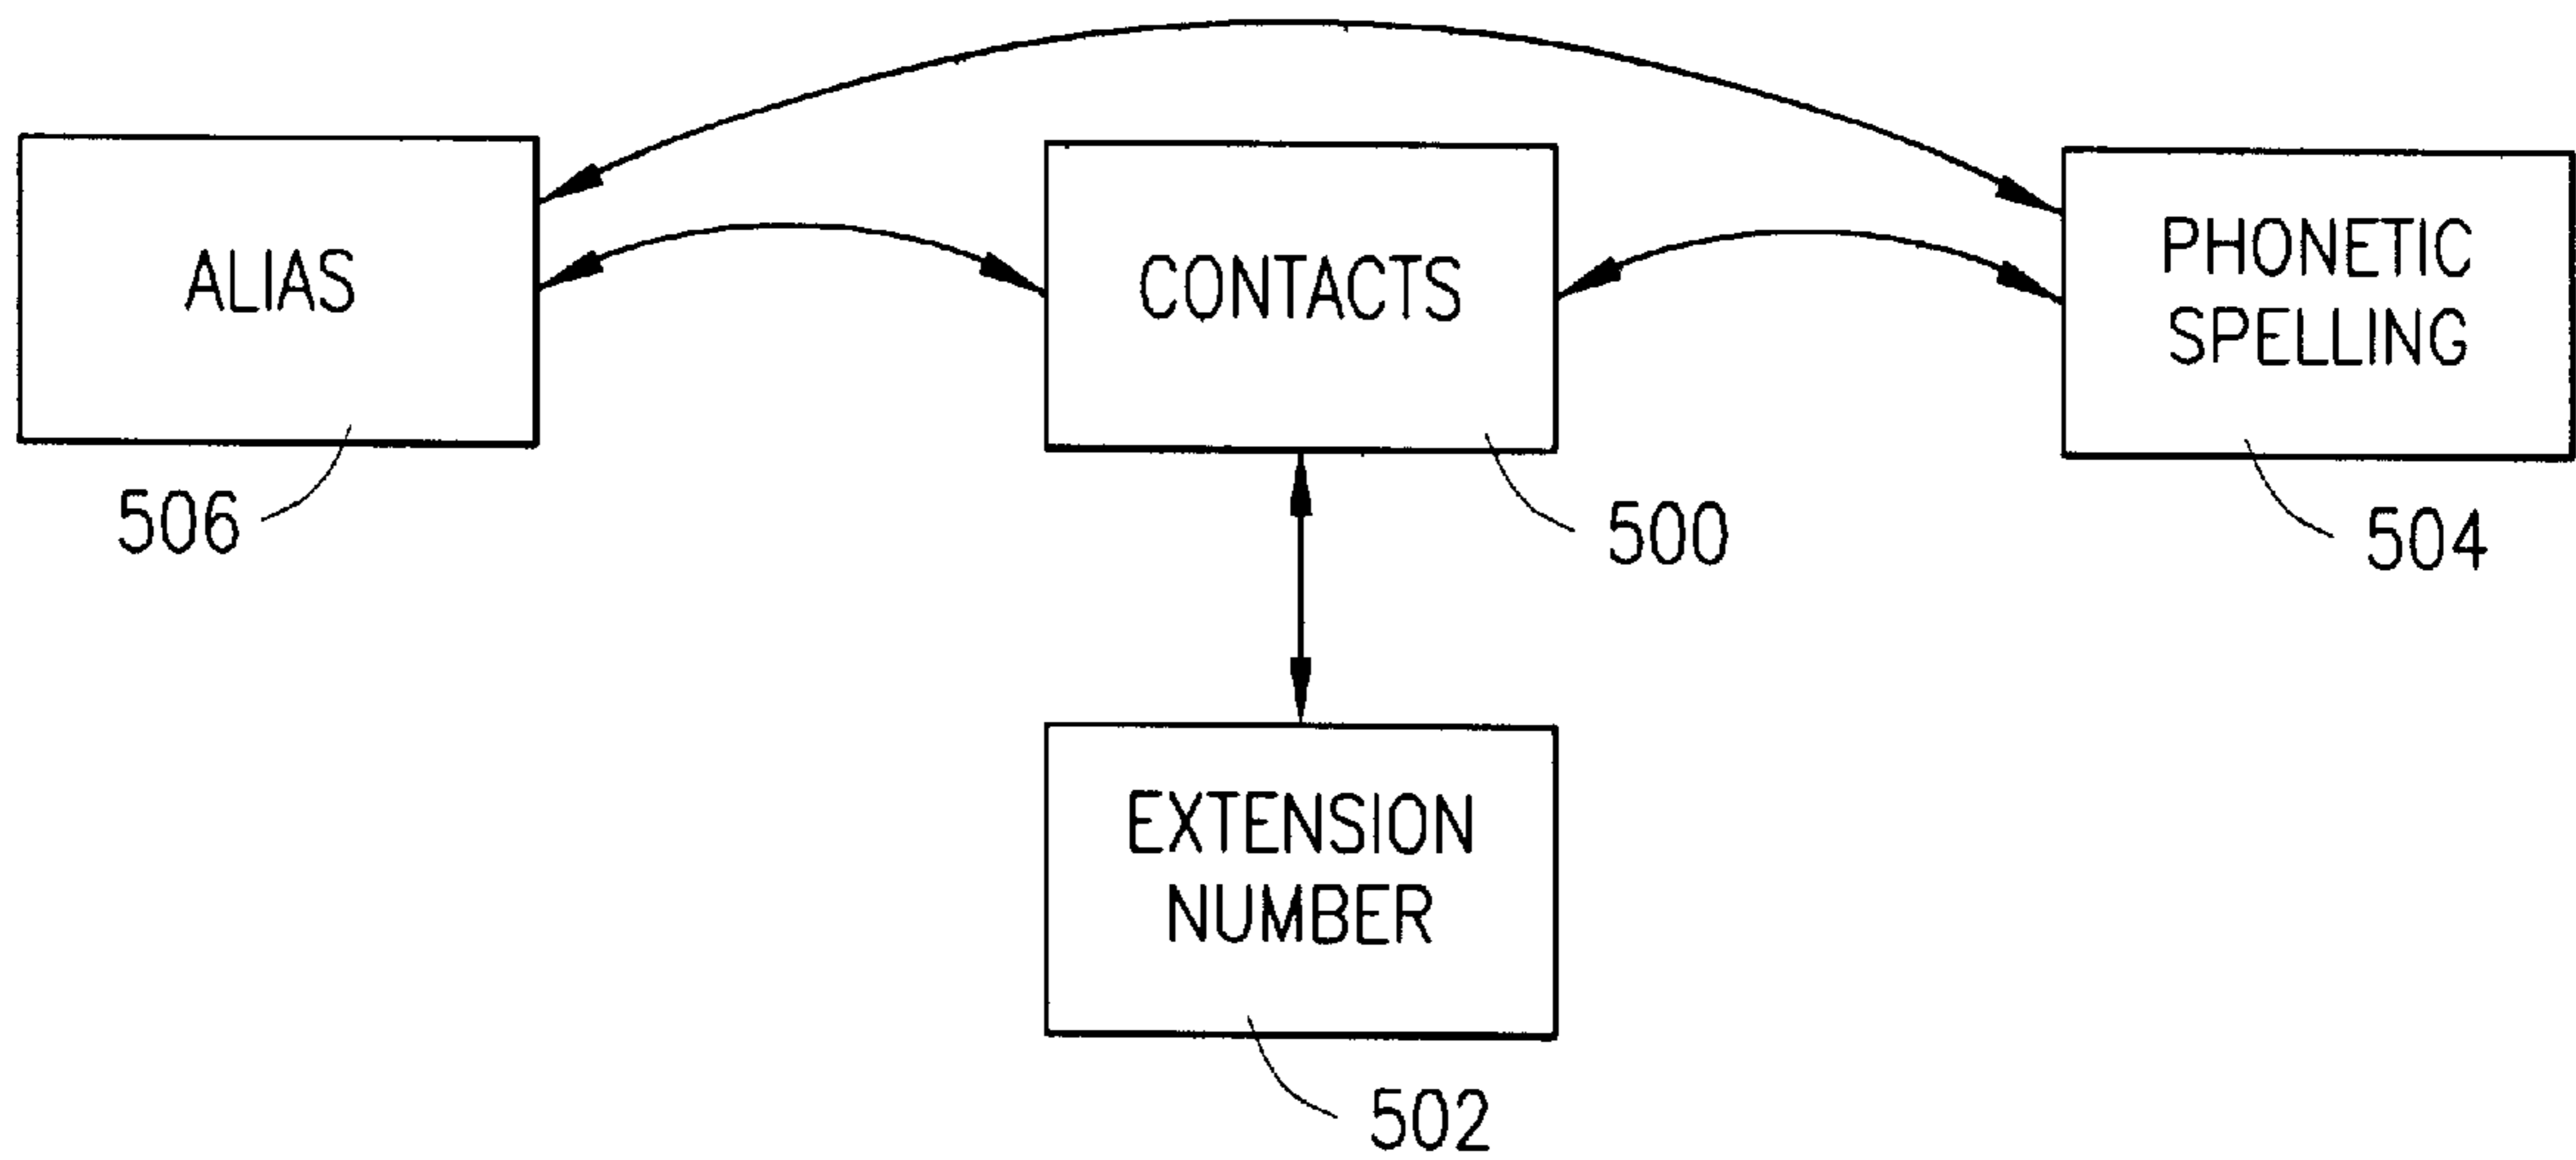 ALIAS
CONTACTS
PHONETIC
SPELLING
506
500
504
EXTENSION
NUMBER
502